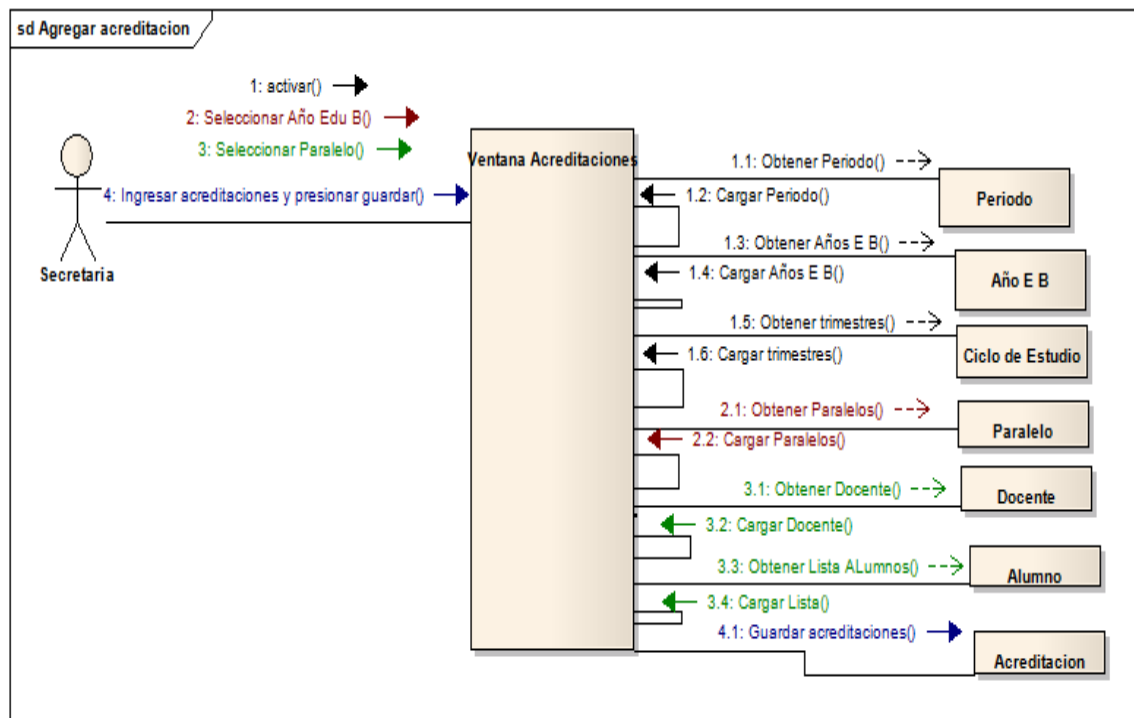 sd Agregar acreditacion
1: activar()
2: Seleccionar Año Edu B()
3: Seleccionar Paralelo()
4: Ingresar acreditaciones y presionar guardar()
Secretaria
Ventana Acreditaciones
1.1: Obtener Periodo()
Periodo
1.2: Cargar Periodo()
1.3: Obtener Años E B()
Año E B
1.4: Cargar Años E B()
1.5: Obtener trimestres()
Ciclo de Estudio
1.6: Cargar trimestres()
2.1: Obtener Paralelos()
Paralelo
2.2: Cargar Paralelos()
3.1: Obtener Docente()
Docente
3.2: Cargar Docente()
3.3: Obtener Lista ALumnos()
Alumno
3.4: Cargar Lista()
4.1: Guardar acreditaciones()
Acreditacion